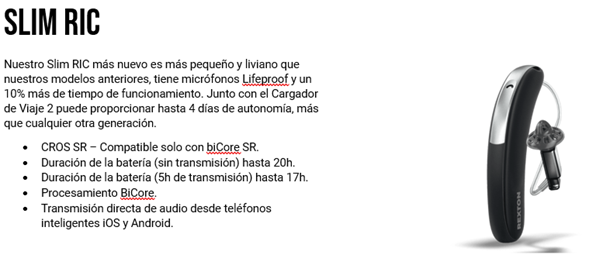 SLIM RIC
Nuestro Slim RIC más nuevo es más pequeño y liviano que
nuestros modelos anteriores, tiene micrófonos Lifeproof y un
10% más de tiempo de funcionamiento. Junto con el Cargador
de Viaje 2 puede proporcionar hasta 4 días de autonomía, más
que cualquier otra generación.
• CROS SR – Compatible solo con biCore SR.
• Duración de la batería (sin transmisión) hasta 20h.
• Duración de la batería (5h de transmisión) hasta 17h.
• Procesamiento BiCore.
• Transmisión directa de audio desde teléfonos
inteligentes iOS y Android.
REXTON